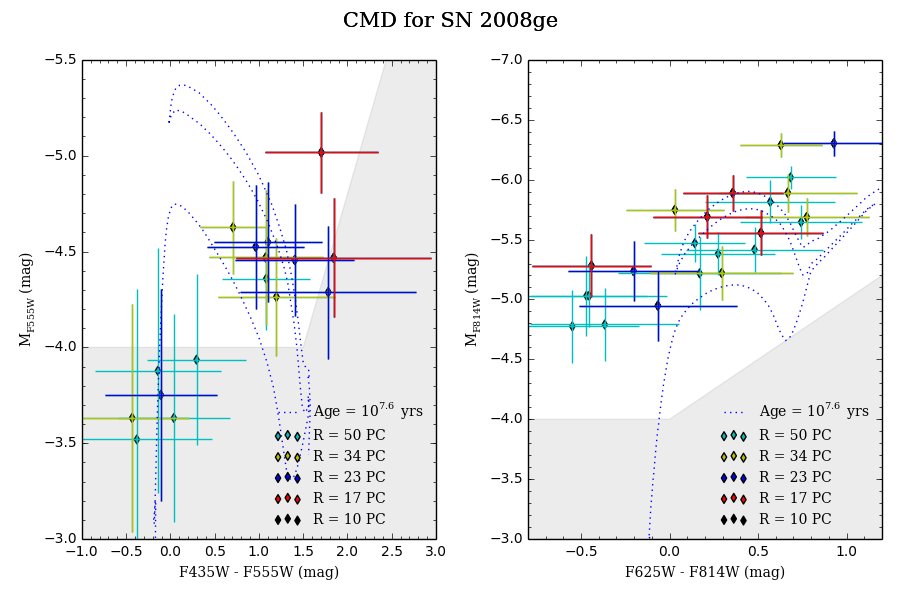 CMD for SN 2008ge
−5.5
−5.0
−4.5
−4.0
−3.5
−3.0
M_F555W (mag)
−1.0 −0.5 0.0 0.5 1.0 1.5 2.0 2.5 3.0
F435W - F555W (mag)
Age = 10^7.6 yrs
R = 50 PC
R = 34 PC
R = 23 PC
R = 17 PC
R = 10 PC
−7.0
−6.5
−6.0
−5.5
−5.0
−4.5
−4.0
−3.5
−3.0
M_F814W (mag)
−0.5 0.0 0.5 1.0
F625W - F814W (mag)
Age = 10^7.6 yrs
R = 50 PC
R = 34 PC
R = 23 PC
R = 17 PC
R = 10 PC